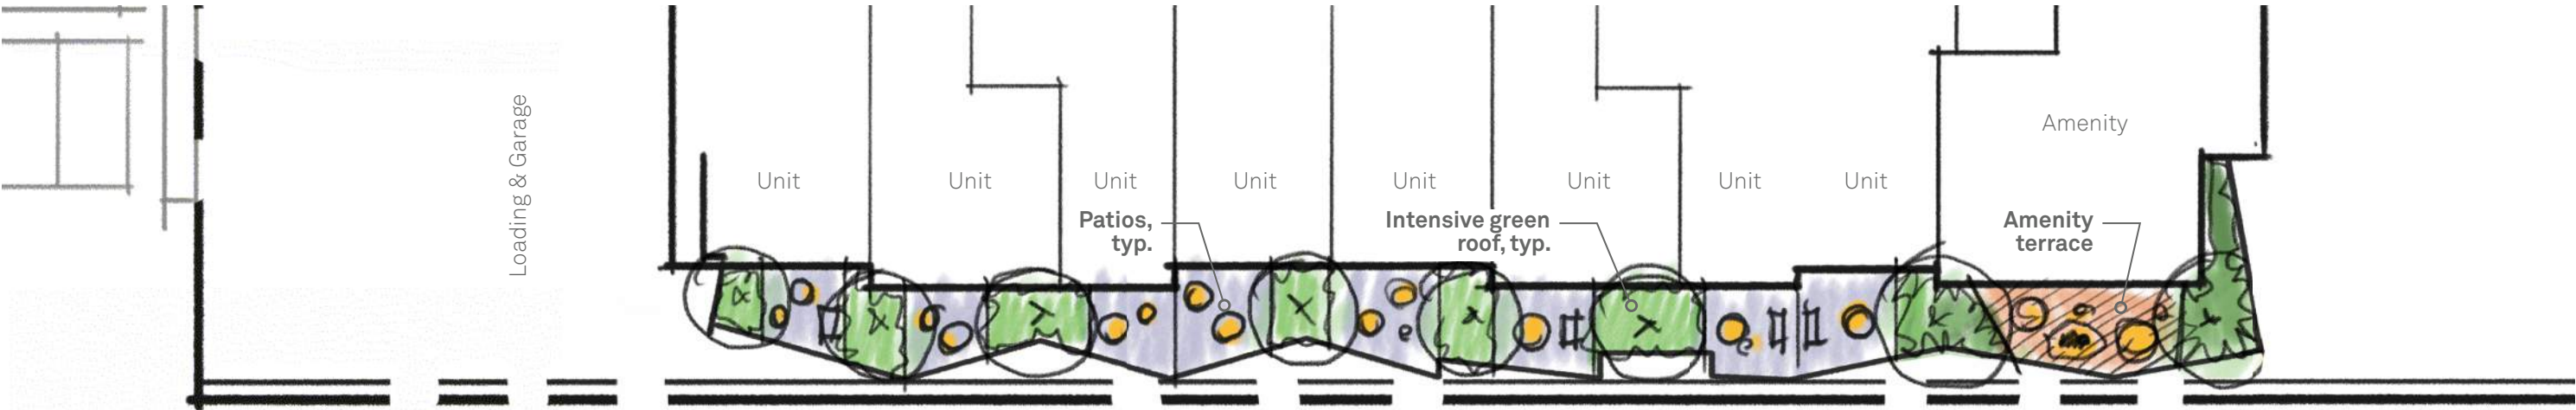 Loading & Garage
Unit
Unit
Unit
Unit
Unit
Unit
Unit
Unit
Amenity
Patios,
typ.
Intensive green
roof, typ.
Amenity
terrace